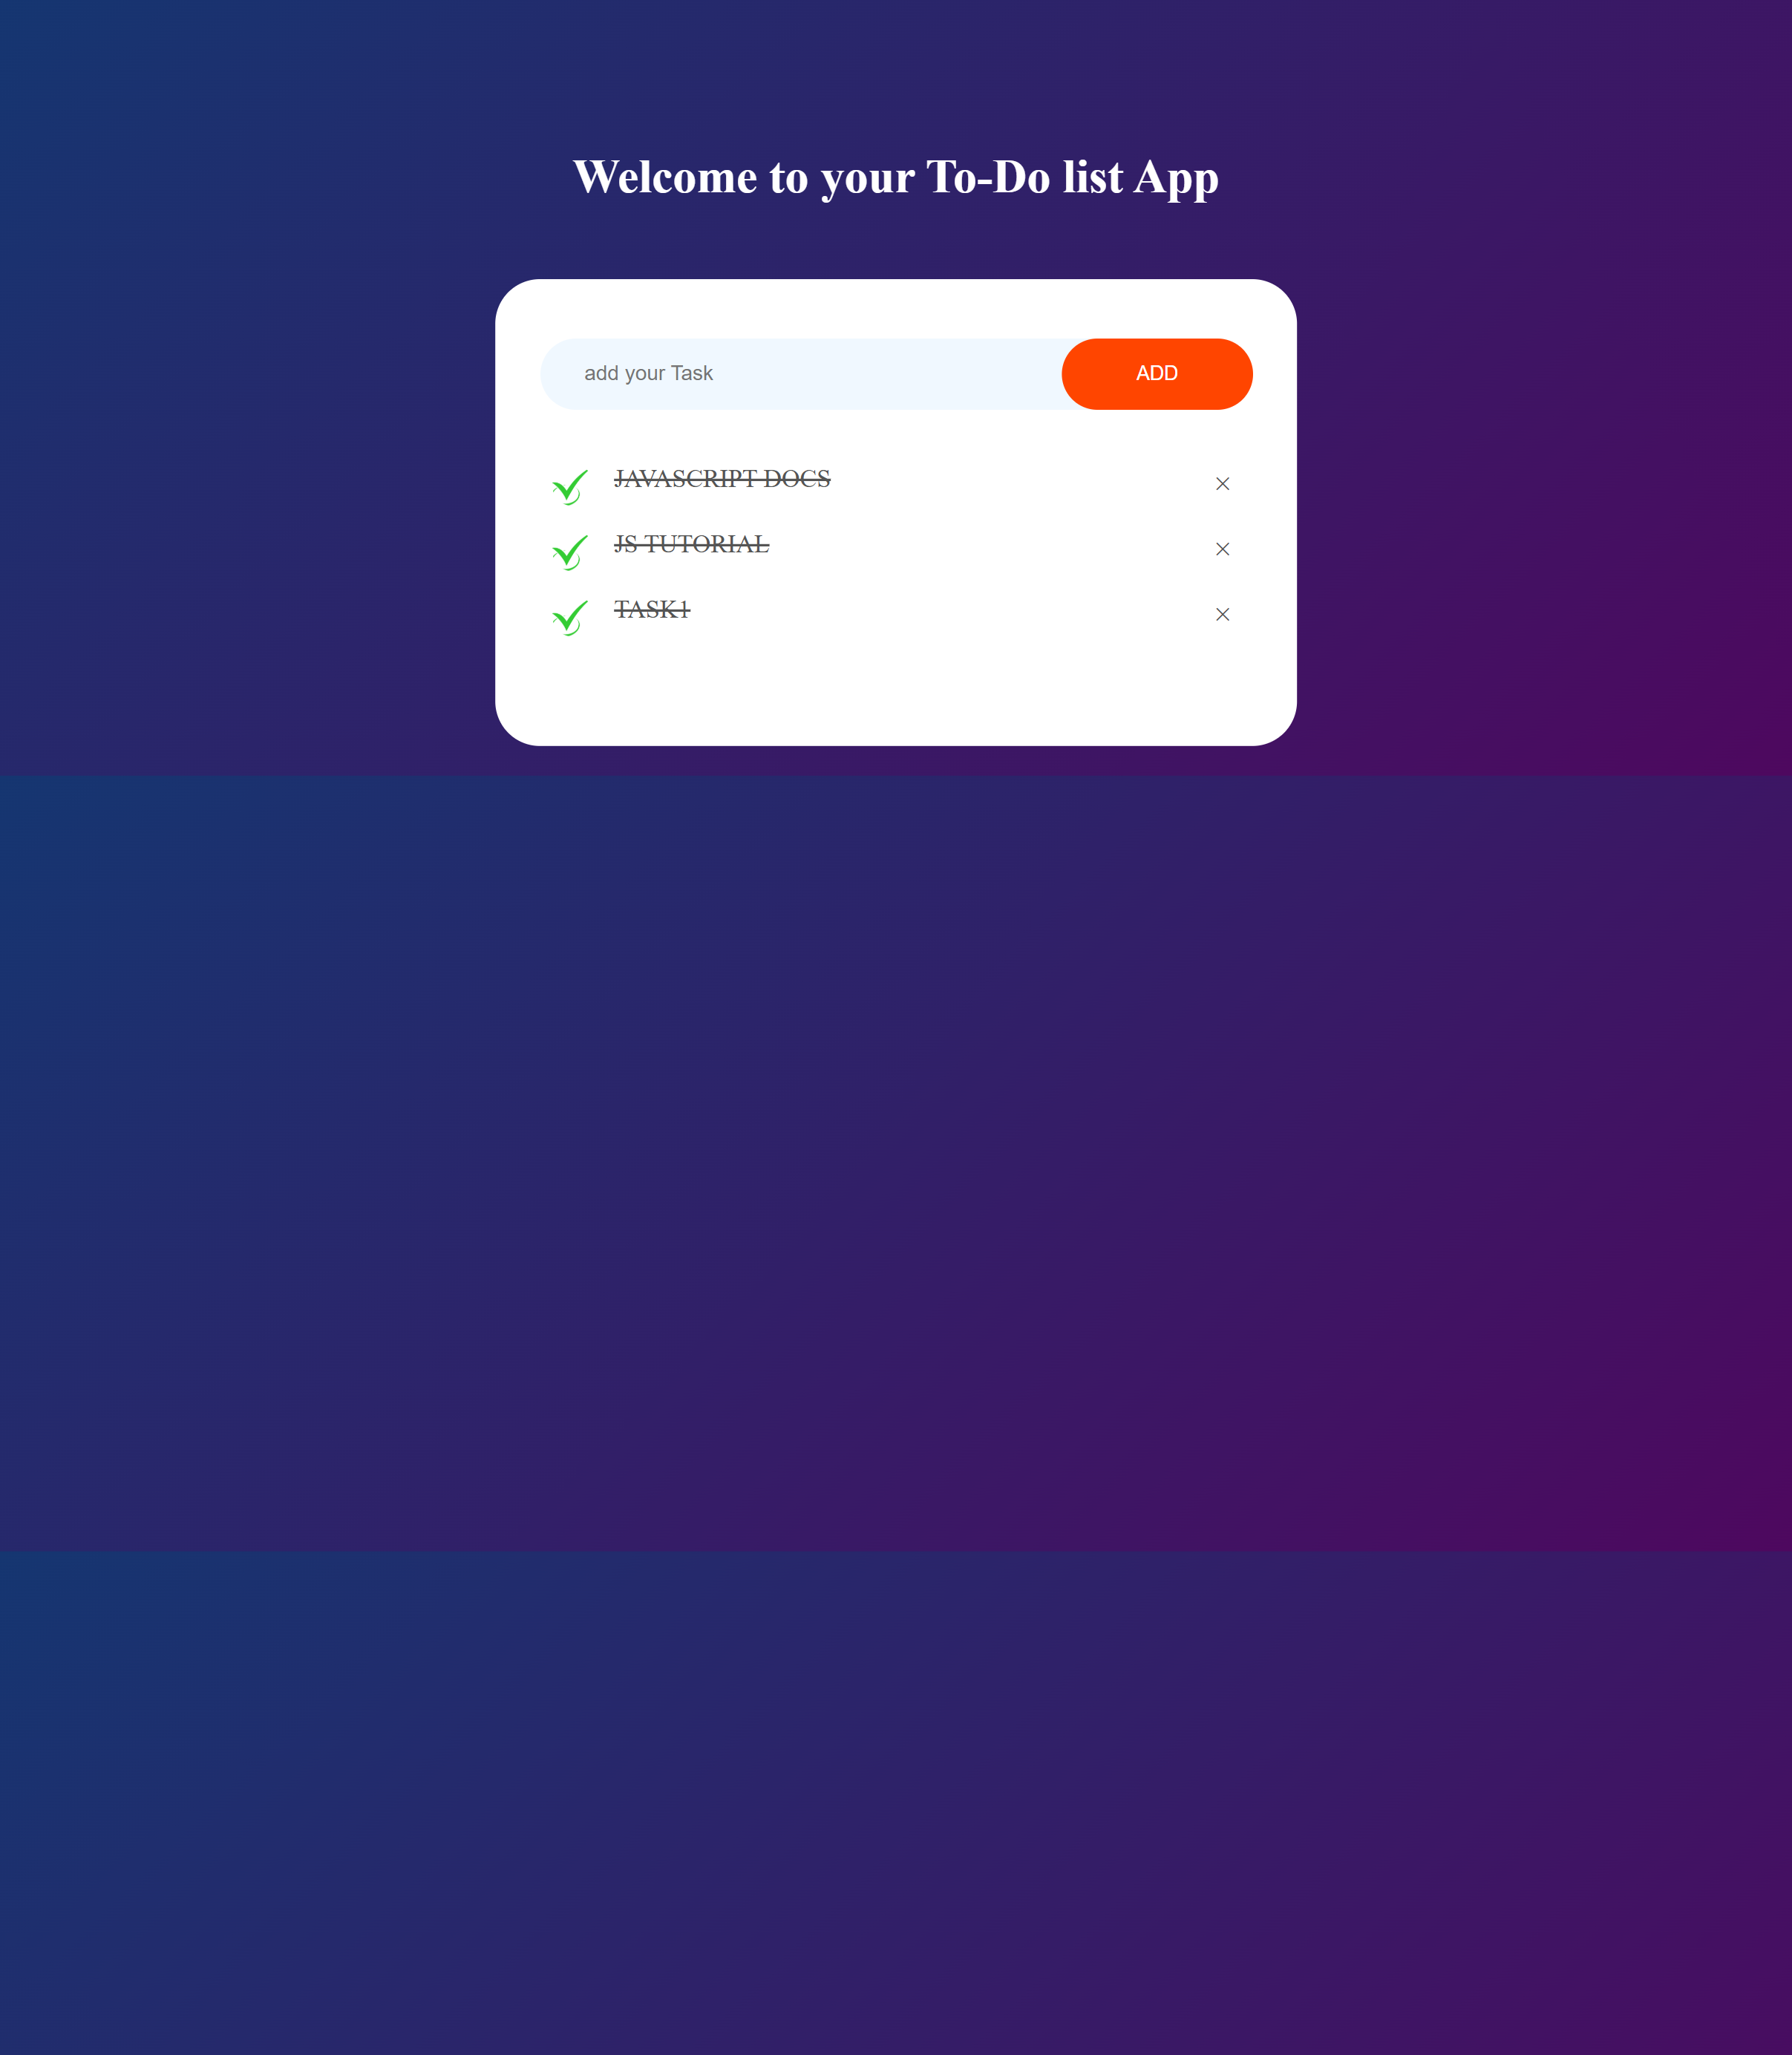 Welcome to your To-Do list App
add your Task
ADD
JAVASCRIPT DOCS
×
JS TUTORIAL
×
TASK1
×